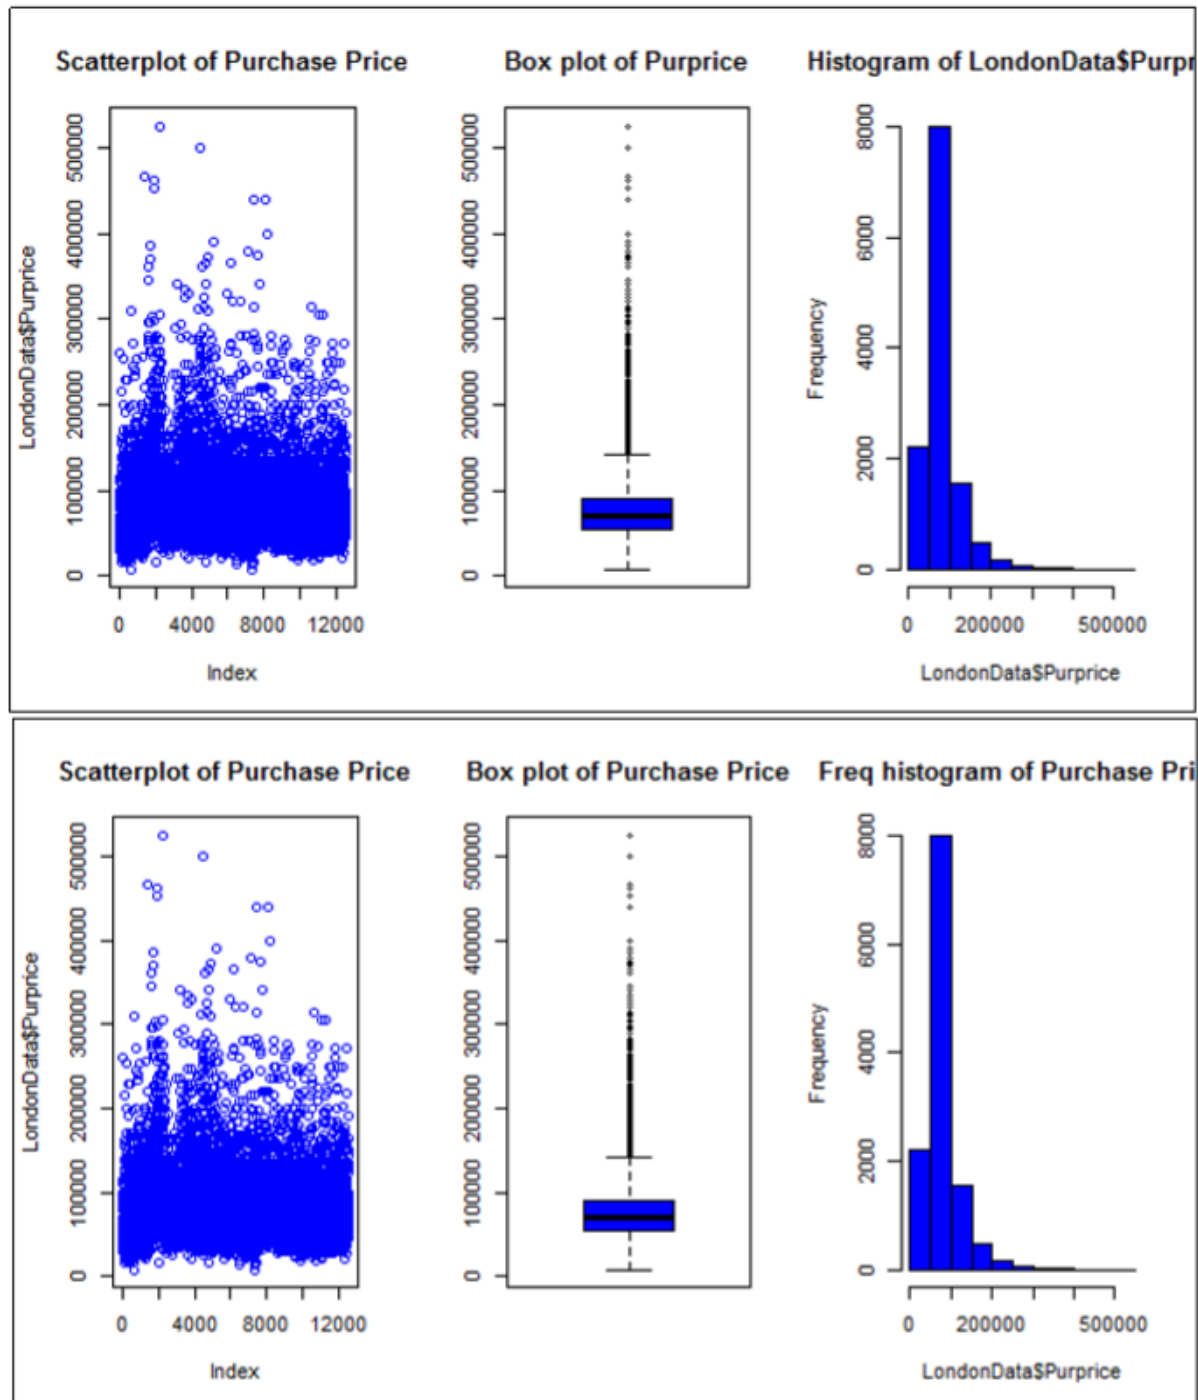 Scatterplot of Purchase Price
LondonData$Purprice
0 100000 200000 300000 400000 500000
0 4000 8000 12000
Index
Box plot of Purprice
0 100000 200000 300000 400000 500000
Histogram of LondonData$Purpr
Frequency
0 2000 4000 6000 8000
0 200000 500000
LondonData$Purprice
Scatterplot of Purchase Price
LondonData$Purprice
0 100000 200000 300000 400000 500000
0 4000 8000 12000
Index
Box plot of Purchase Price
0 100000 200000 300000 400000 500000
Freq histogram of Purchase Pri
Frequency
0 2000 4000 6000 8000
0 200000 500000
LondonData$Purprice